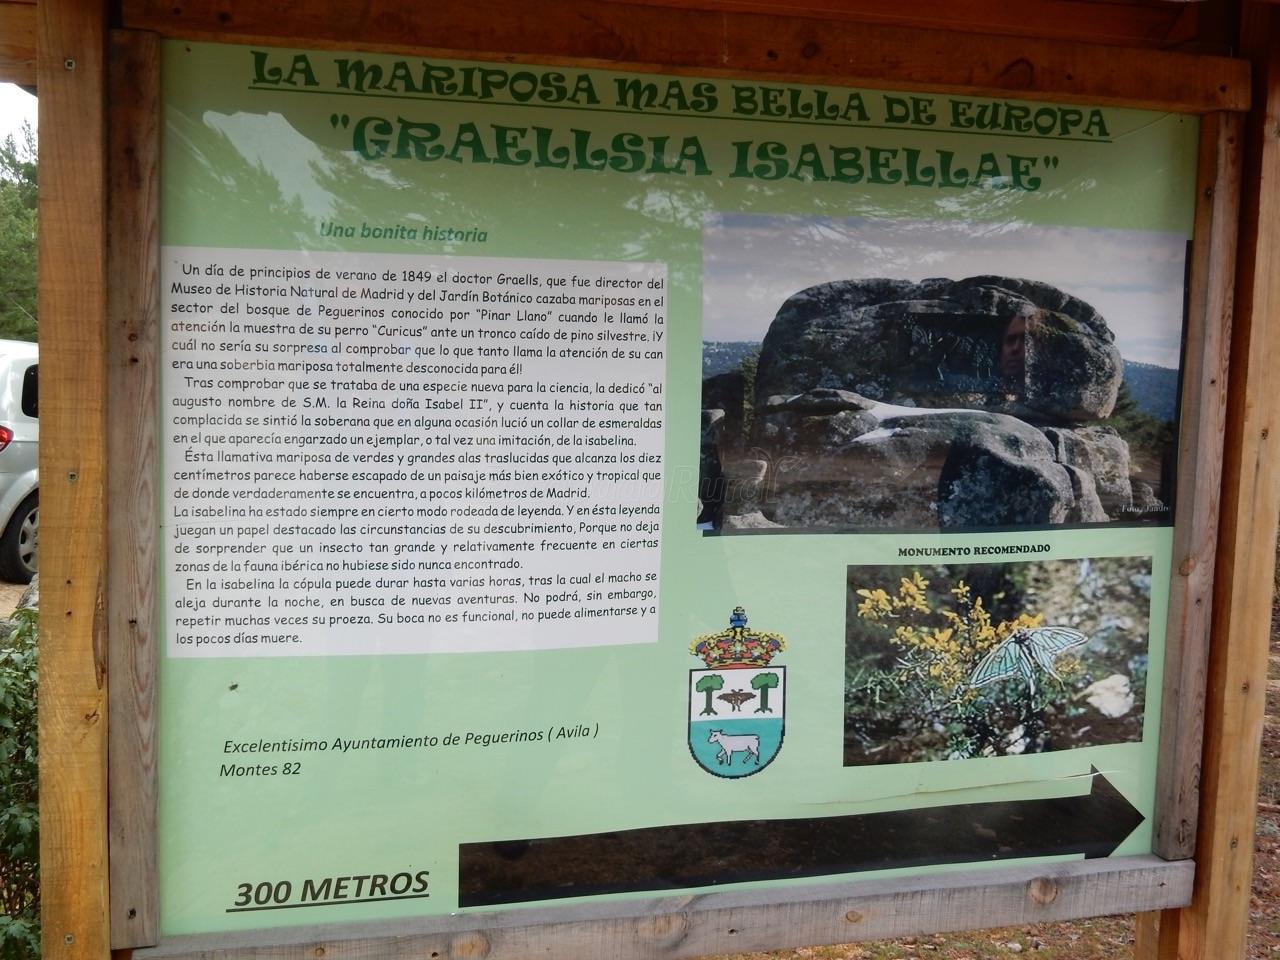 LA MARIPOSA MAS BELLA DE EUROPA
"GRAELLSIA ISABELLAE"
Una bonita historia
Un día de principios de verano de 1849 el doctor Graells, que fue director del
Museo de Historia Natural de Madrid y del Jardín Botánico cazaba mariposas en el
sector del bosque de Peguerinos conocido por "Pinar Llano" cuando le llamó la
atención la muestra de su perro "Curicus" ante un tronco caído de pino silvestre. ¡Y
cuál no sería su sorpresa al comprobar que lo que tanto llama la atención de su can
era una soberbia mariposa totalmente desconocida para él!
Tras comprobar que se trataba de una especie nueva para la ciencia, la dedicó "al
augusto nombre de S.M. la Reina doña Isabel II", y cuenta la historia que tan
complacida se sintió la soberana que en alguna ocasión lució un collar de esmeraldas
en el que aparecía engarzado un ejemplar, o tal vez una imitación, de la isabelina.
Ésta llamativa mariposa de verdes y grandes alas traslucidas que alcanza los diez
centímetros parece haberse escapado de un paisaje más bien exótico y tropical que
de donde verdaderamente se encuentra, a pocos kilómetros de Madrid.
La isabelina ha estado siempre en cierto modo rodeada de leyenda. Y en ésta leyenda
juegan un papel destacado las circunstancias de su descubrimiento, Porque no deja
de sorprender que un insecto tan grande y relativamente frecuente en ciertas
zonas de la fauna ibérica no hubiese sido nunca encontrado.
En la isabelina la cópula puede durar hasta varias horas, tras la cual el macho se
aleja durante la noche, en busca de nuevas aventuras. No podrá, sin embargo,
repetir muchas veces su proeza. Su boca no es funcional, no puede alimentarse y a
los pocos días muere.
Foto, Jandro
MONUMENTO RECOMENDADO
Excelentisimo Ayuntamiento de Peguerinos ( Avila )
Montes 82
300 METROS